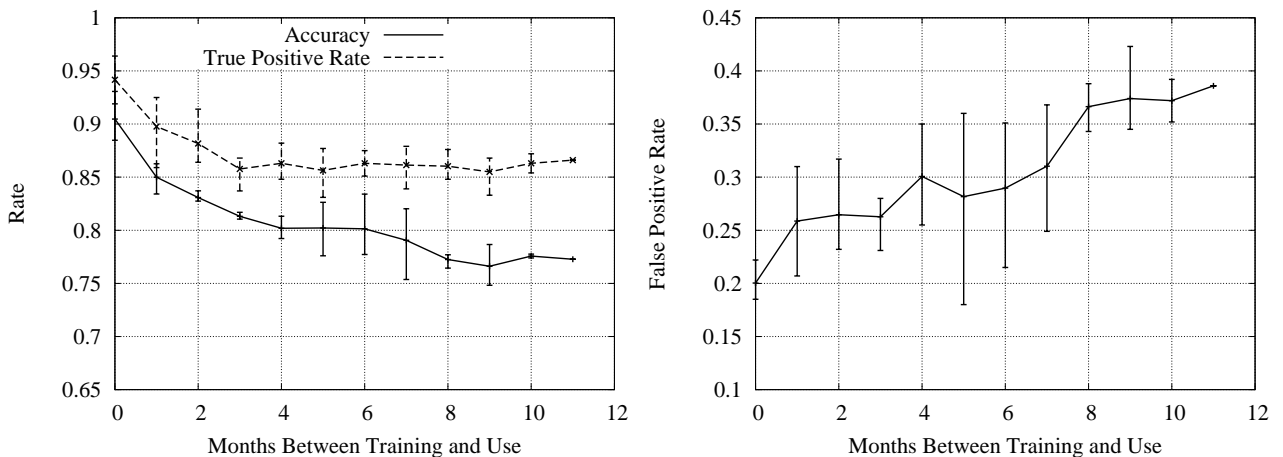 1
0.95
0.9
0.85
0.8
0.75
0.7
0.65
Rate
Accuracy
True Positive Rate
0 2 4 6 8 10 12
Months Between Training and Use
0.45
0.4
0.35
0.3
0.25
0.2
0.15
0.1
False Positive Rate
0 2 4 6 8 10 12
Months Between Training and Use